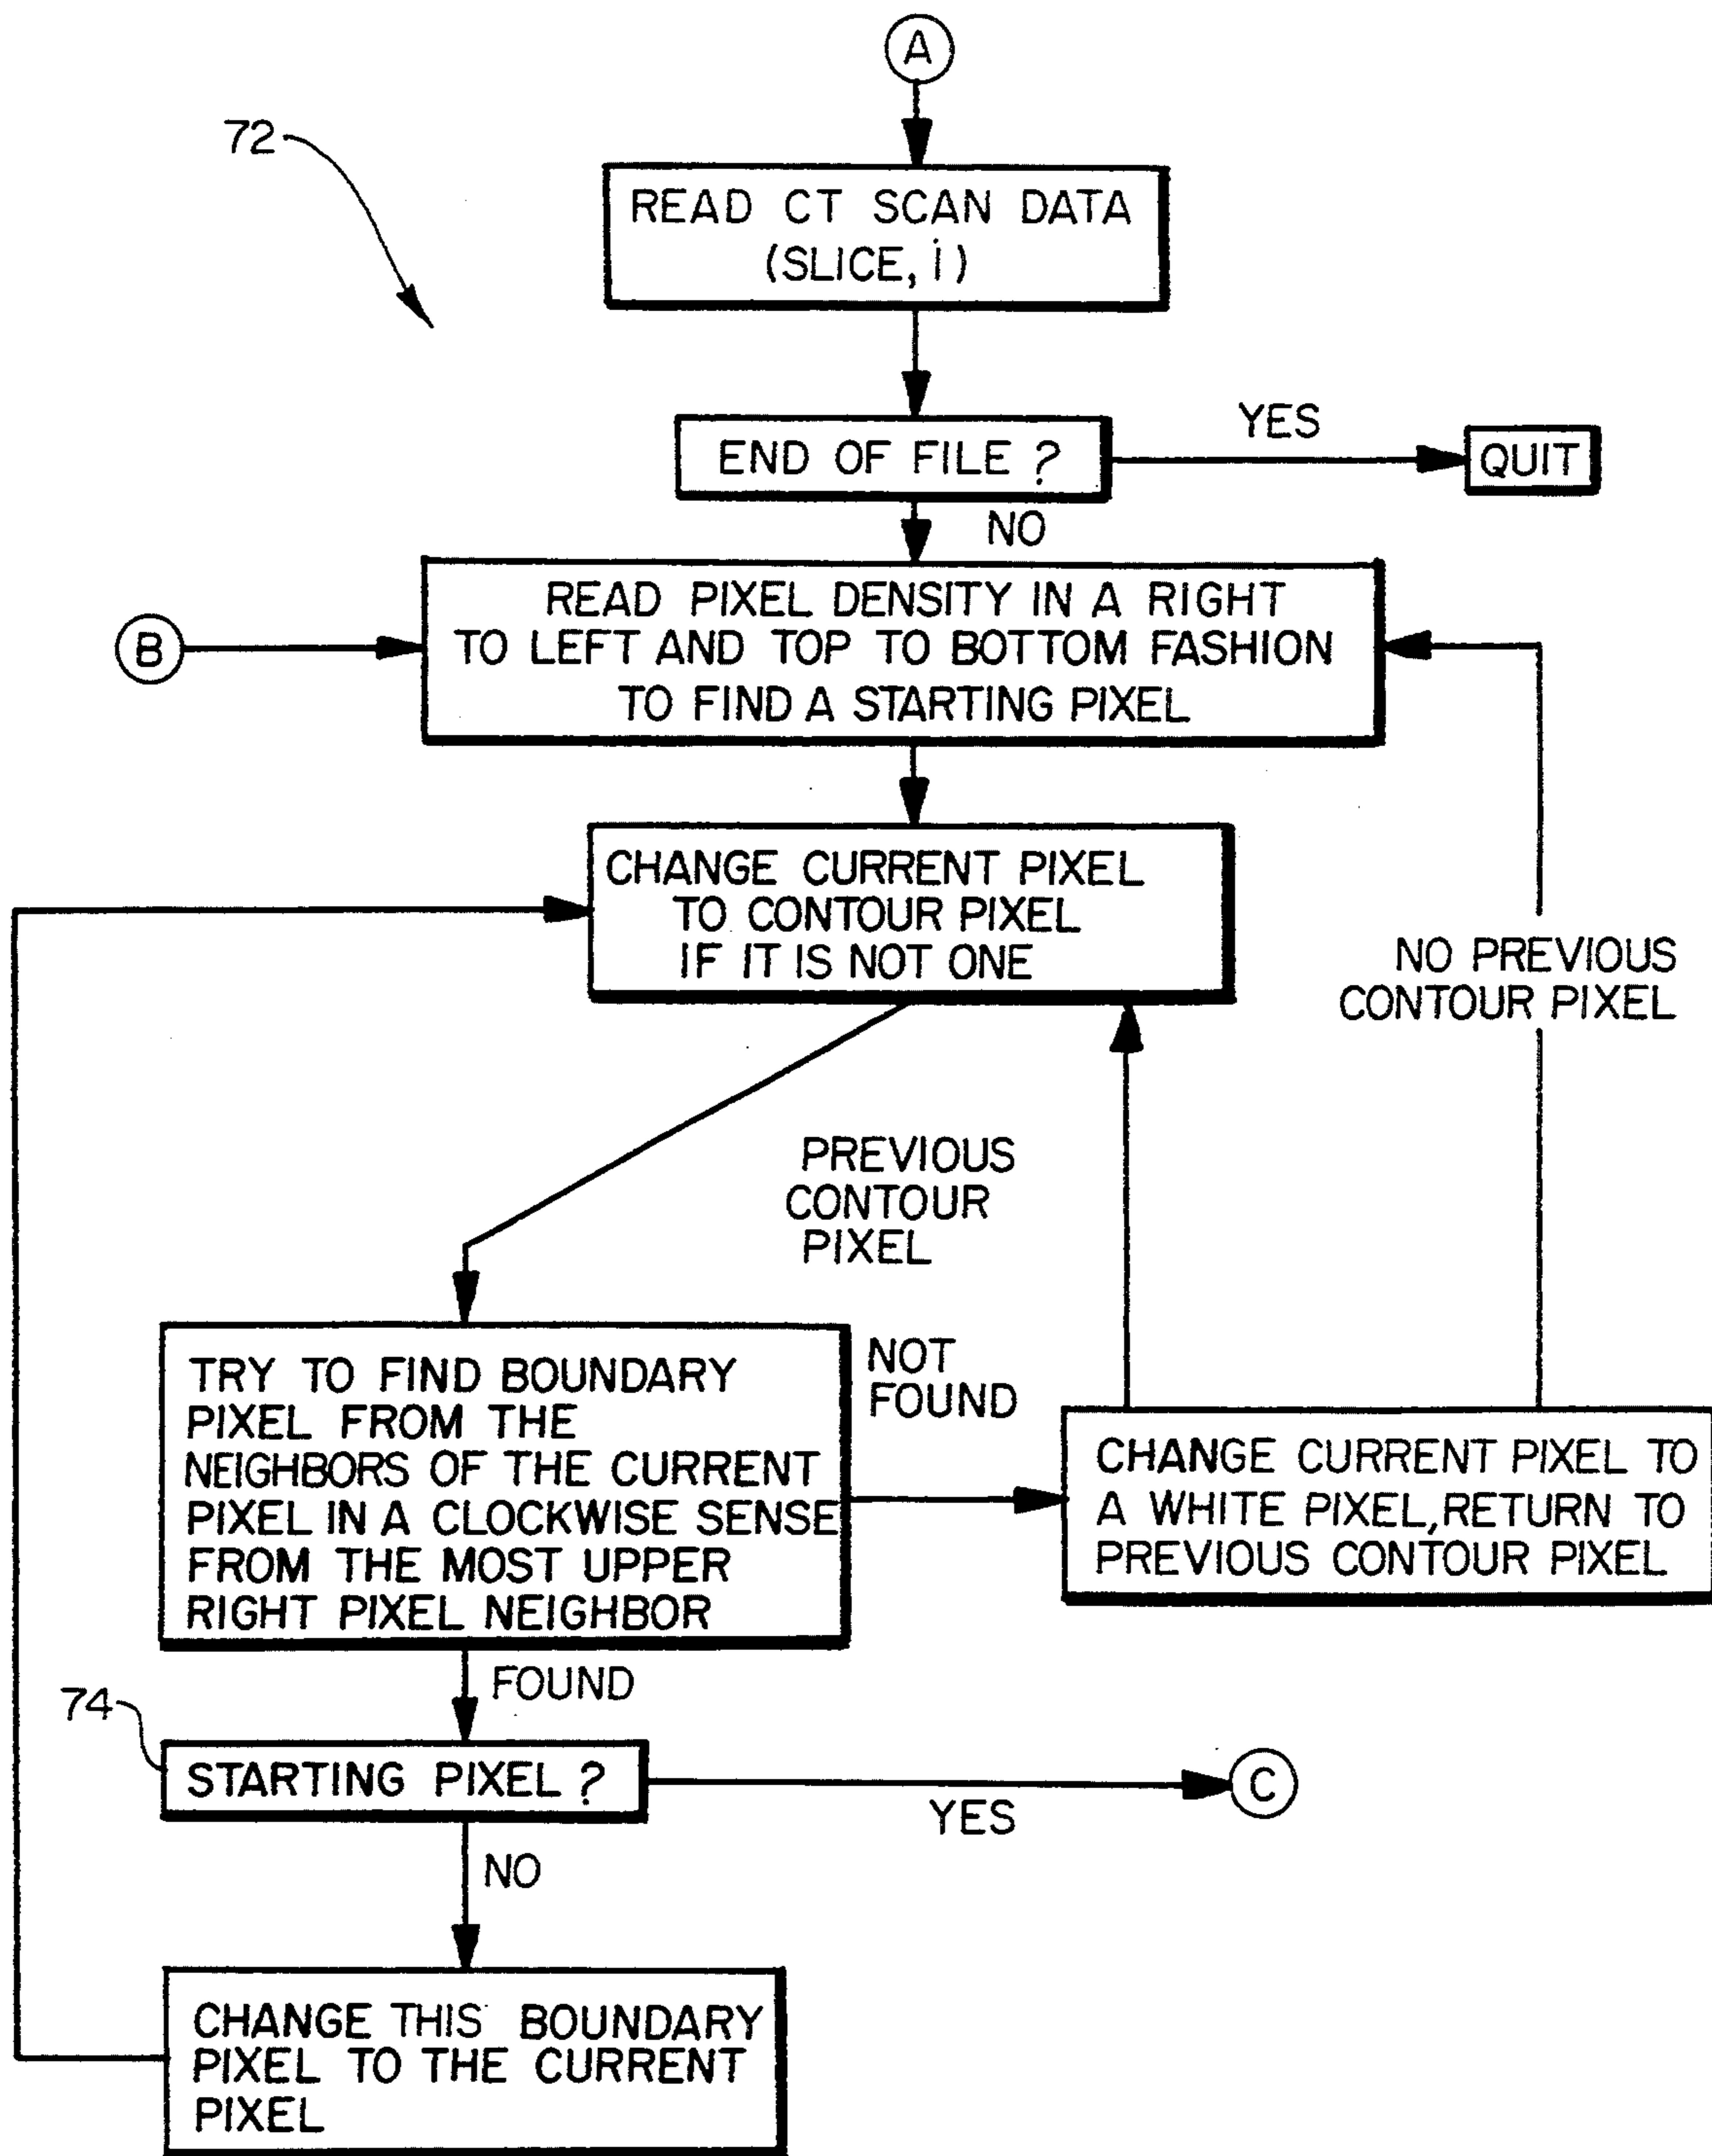 A
72
READ CT SCAN DATA
(SLICE, i)
END OF FILE ?
YES
QUIT
NO
B
READ PIXEL DENSITY IN A RIGHT
TO LEFT AND TOP TO BOTTOM FASHION
TO FIND A STARTING PIXEL
CHANGE CURRENT PIXEL
TO CONTOUR PIXEL
IF IT IS NOT ONE
NO PREVIOUS
CONTOUR PIXEL
PREVIOUS
CONTOUR
PIXEL
TRY TO FIND BOUNDARY
PIXEL FROM THE
NEIGHBORS OF THE CURRENT
PIXEL IN A CLOCKWISE SENSE
FROM THE MOST UPPER
RIGHT PIXEL NEIGHBOR
NOT
FOUND
CHANGE CURRENT PIXEL TO
A WHITE PIXEL, RETURN TO
PREVIOUS CONTOUR PIXEL
FOUND
74
STARTING PIXEL ?
YES
C
NO
CHANGE THIS BOUNDARY
PIXEL TO THE CURRENT
PIXEL